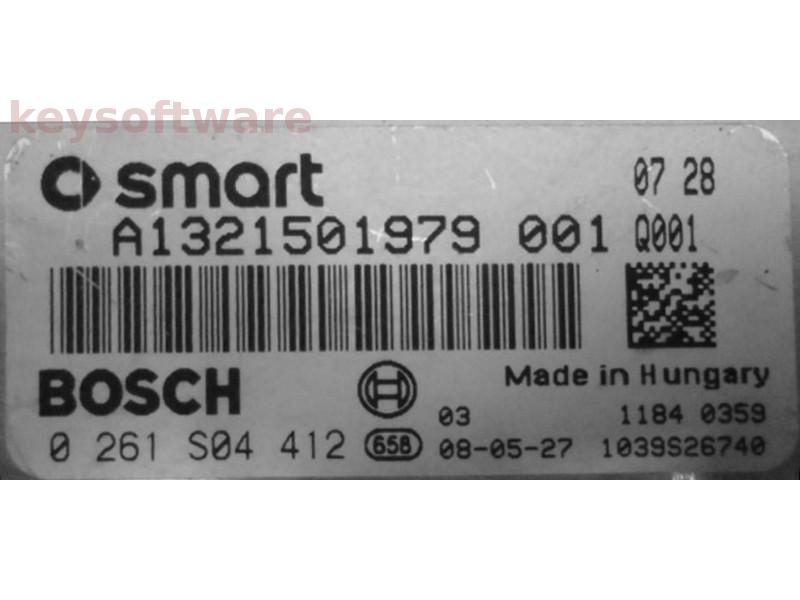 keysoftware
smart 07 28
A1321501979 001 Q001
BOSCH Made in Hungary
03 1184 0359
0 261 S04 412 658 08-05-27 1039S26740